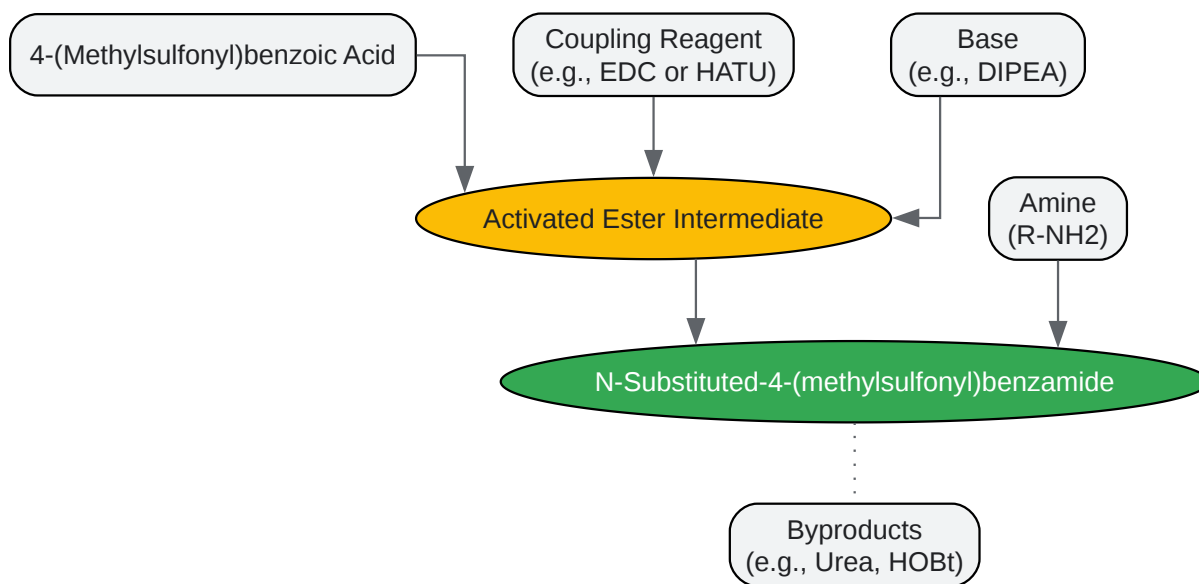 4-(Methylsulfonyl)benzoic Acid
Coupling Reagent
(e.g., EDC or HATU)
Base
(e.g., DIPEA)
Activated Ester Intermediate
Amine
(R-NH2)
N-Substituted-4-(methylsulfonyl)benzamide
Byproducts
(e.g., Urea, HOBt)